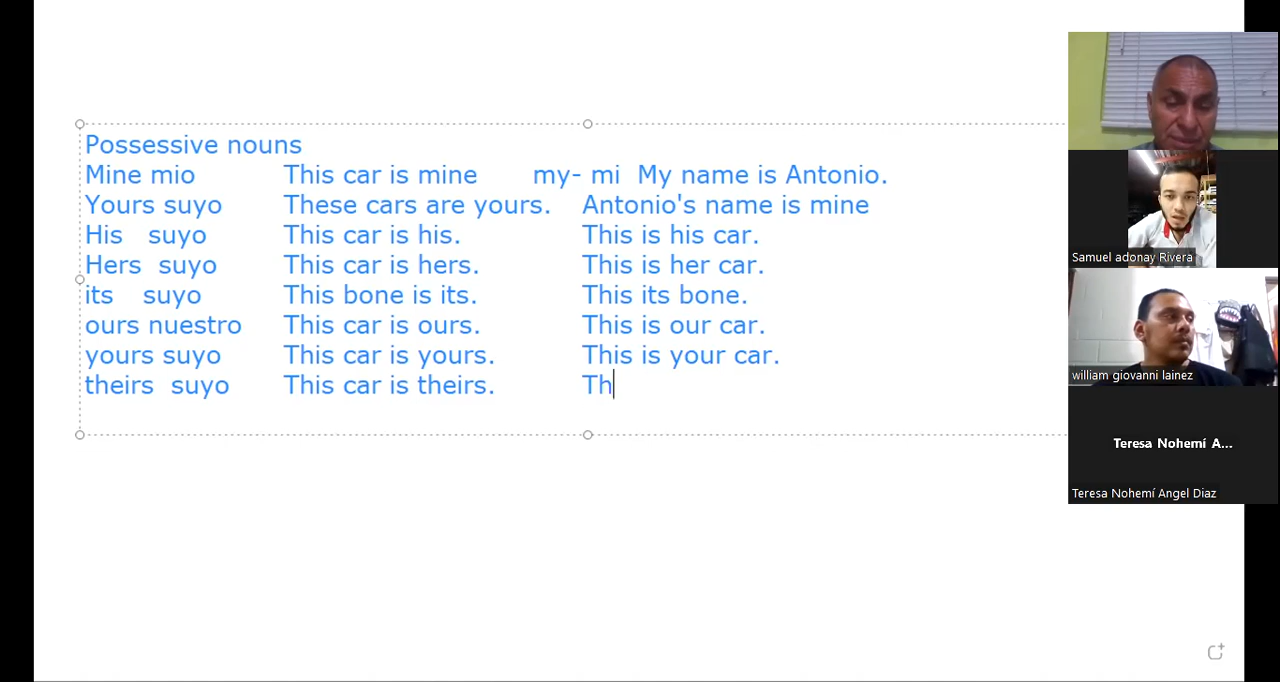 Possessive nouns
Mine mio This car is mine my- mi My name is Antonio.
Yours suyo These cars are yours. Antonio's name is mine
His suyo This car is his. This is his car.
Hers suyo This car is hers. This is her car.
its suyo This bone is its. This its bone.
ours nuestro This car is ours. This is our car.
yours suyo This car is yours. This is your car.
theirs suyo This car is theirs. Th
Samuel adonay Rivera
william giovanni lainez
Teresa Nohemí A...
Teresa Nohemí Angel Diaz